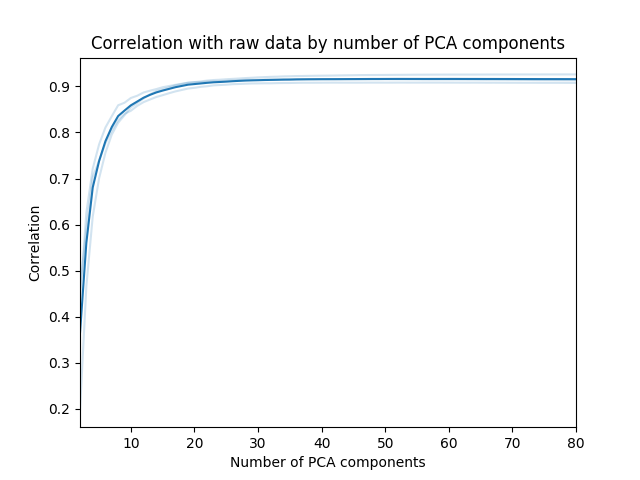 Correlation with raw data by number of PCA components
0.9
0.8
0.7
0.6
0.5
0.4
0.3
0.2
Correlation
10 20 30 40 50 60 70 80
Number of PCA components